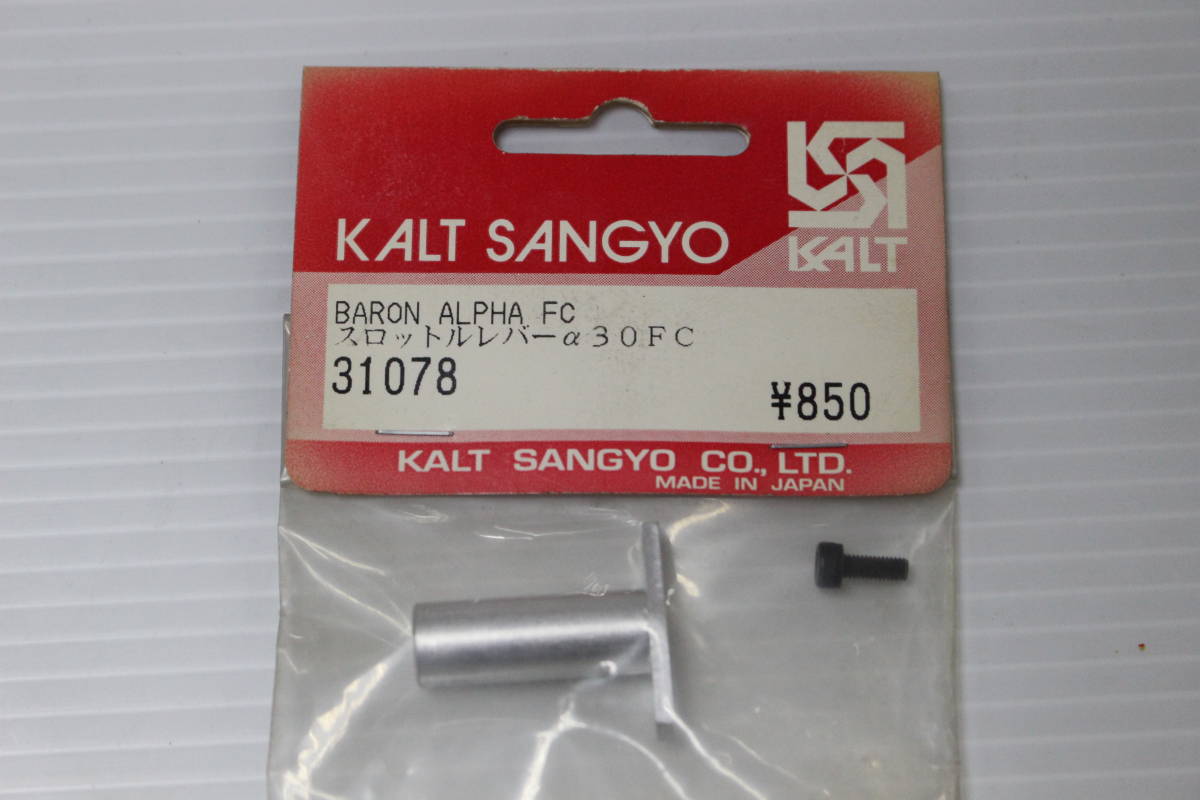 KALT SANGYO
KALT
BARON ALPHA FC
スロットルレバーα30FC
31078
¥850
KALT SANGYO CO., LTD.
MADE IN JAPAN